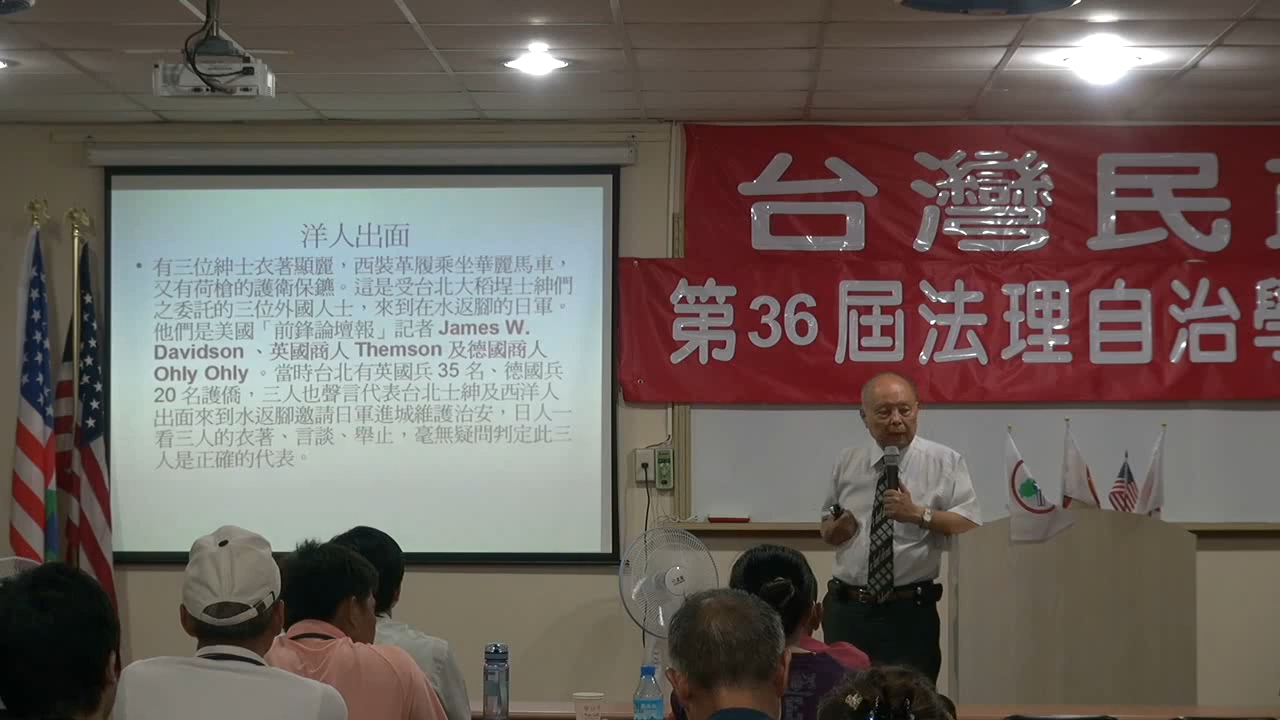 洋人出面
• 有三位紳士衣著顯麗，西裝革履乘坐華麗馬車，
又有荷槍的護衛保鑣。這是受台北大稻埕士紳們
之委託的三位外國人士，來到在水返腳的日軍。
他們是美國「前鋒論壇報」記者 James W.
Davidson 、英國商人 Themson 及德國商人
Ohly Ohly 。當時台北有英國兵 35 名、德國兵
20 名護僑，三人也聲言代表台北士紳及西洋人
出面來到水返腳邀請日軍進城維護治安，日人一
看三人的衣著、言談、舉止，毫無疑問判定此三
人是正確的代表。
台灣民
第36屆法理自治學